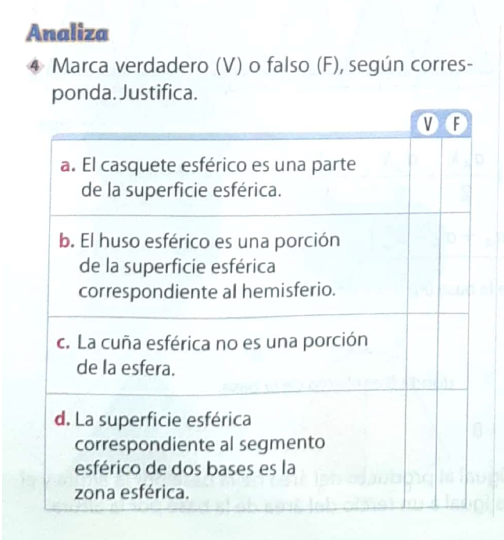 Analiza
4 Marca verdadero (V) o falso (F), según corres-
ponda. Justifica.
V F
a. El casquete esférico es una parte
de la superficie esférica.
b. El huso esférico es una porción
de la superficie esférica
correspondiente al hemisferio.
c. La cuña esférica no es una porción
de la esfera.
d. La superficie esférica
correspondiente al segmento
esférico de dos bases es la
zona esférica.